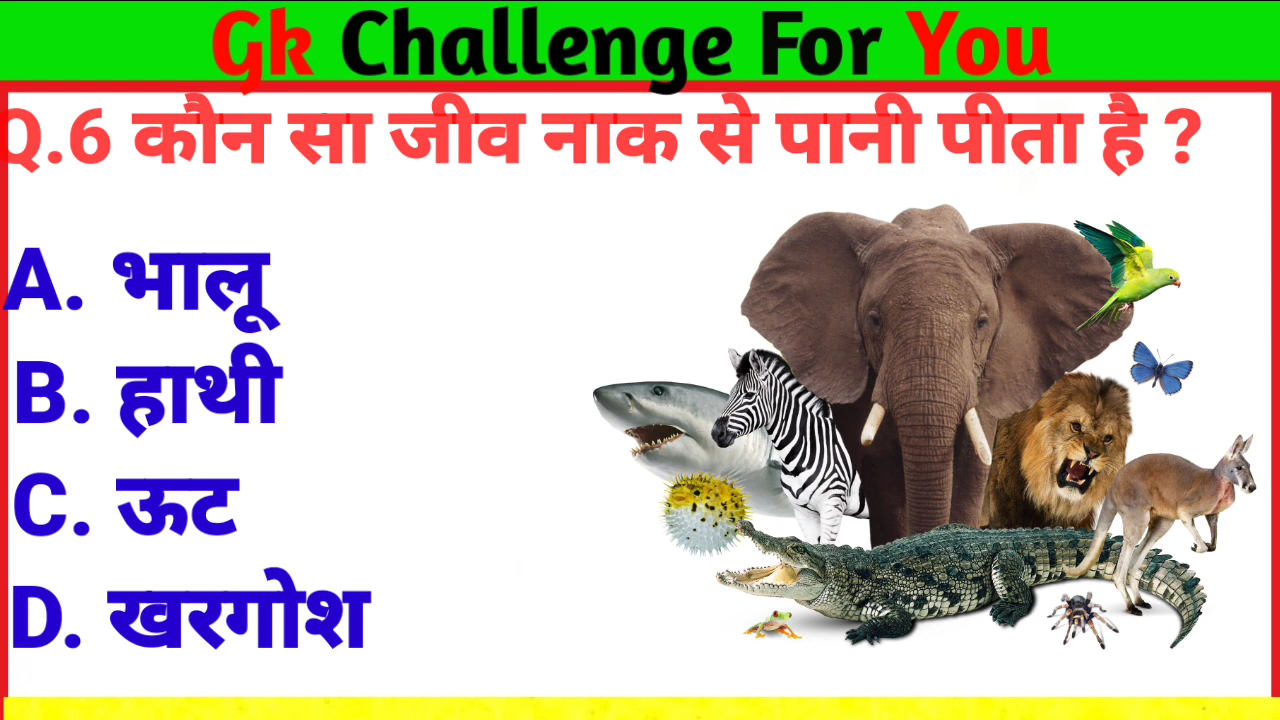 Gk Challenge For You
Q.6 कौन सा जीव नाक से पानी पीता है ?
A. भालू
B. हाथी
C. ऊट
D. खरगोश